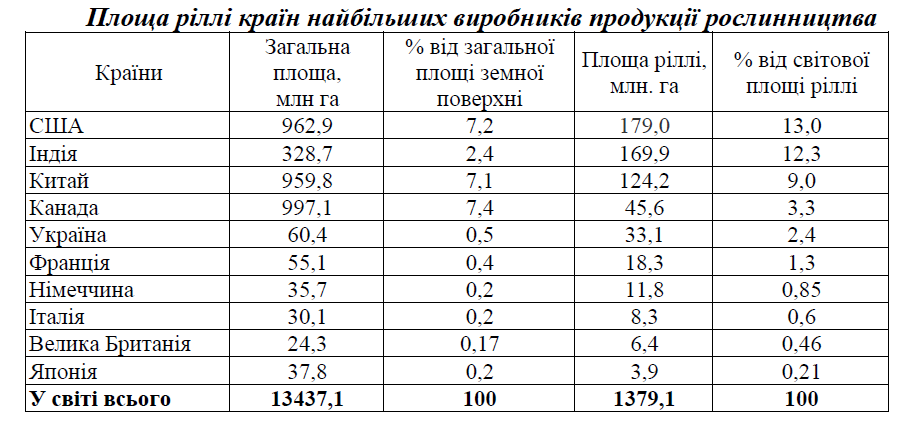 Площа ріллі країн найбільших виробників продукції рослинництва
Країни | Загальна площа, млн га | % від загальної площі земної поверхні | Площа ріллі, млн. га | % від світової площі ріллі
США | 962,9 | 7,2 | 179,0 | 13,0
Індія | 328,7 | 2,4 | 169,9 | 12,3
Китай | 959,8 | 7,1 | 124,2 | 9,0
Канада | 997,1 | 7,4 | 45,6 | 3,3
Україна | 60,4 | 0,5 | 33,1 | 2,4
Франція | 55,1 | 0,4 | 18,3 | 1,3
Німеччина | 35,7 | 0,2 | 11,8 | 0,85
Італія | 30,1 | 0,2 | 8,3 | 0,6
Велика Британія | 24,3 | 0,17 | 6,4 | 0,46
Японія | 37,8 | 0,2 | 3,9 | 0,21
У світі всього | 13437,1 | 100 | 1379,1 | 100